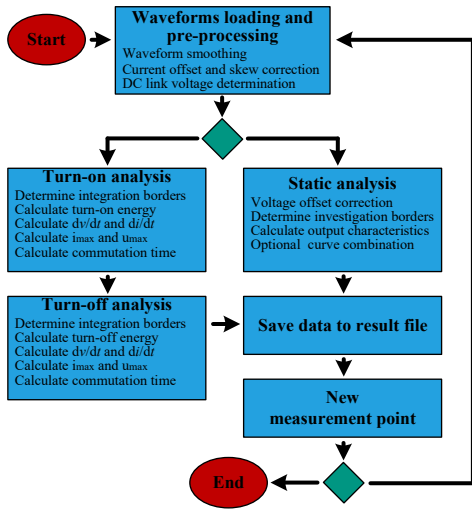 Start
Waveforms loading and
pre-processing
Waveform smoothing
Current offset and skew correction
DC link voltage determination
Turn-on analysis
Determine integration borders
Calculate turn-on energy
Calculate dv/dt and di/dt
Calculate imax and umax
Calculate commutation time
Static analysis
Voltage offset correction
Determine investigation borders
Calculate output characteristics
Optional curve combination
Turn-off analysis
Determine integration borders
Calculate turn-off energy
Calculate dv/dt and di/dt
Calculate imax and umax
Calculate commutation time
Save data to result file
New
measurement point
End